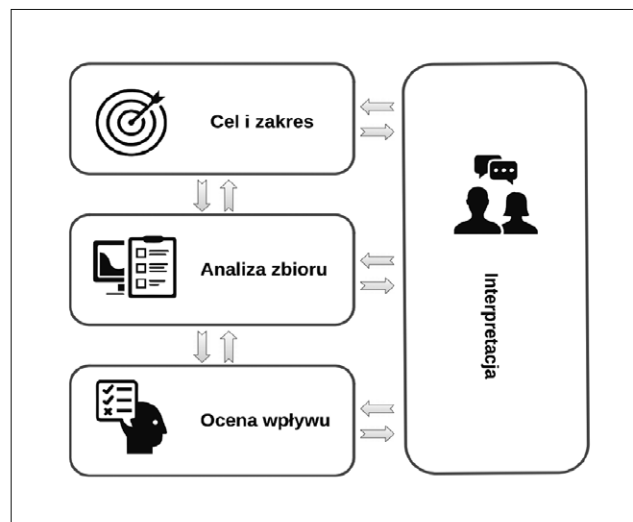 Cel i zakres
Analiza zbioru
Ocena wpływu
Interpretacja